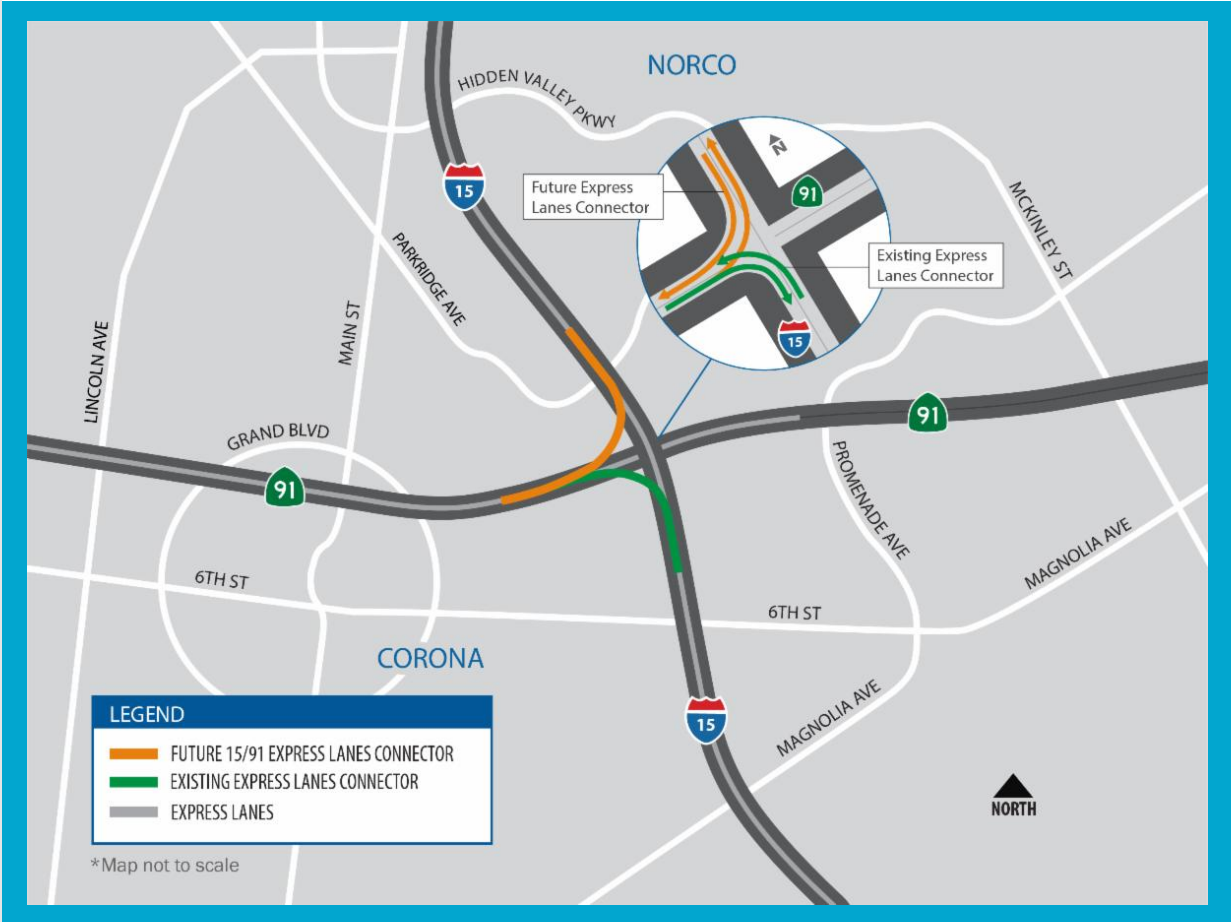 NORCO
HIDDEN VALLEY PKWY
15
N
91
Future Express
Lanes Connector
MCKINLEY ST
PARKRIDGE AVE
Existing Express
Lanes Connector
15
MAIN ST
LINCOLN AVE
91
GRAND BLVD
91
PROMENADE AVE
MAGNOLIA AVE
6TH ST
6TH ST
CORONA
MAGNOLIA AVE
15
LEGEND
FUTURE 15/91 EXPRESS LANES CONNECTOR
EXISTING EXPRESS LANES CONNECTOR
EXPRESS LANES
NORTH
*Map not to scale